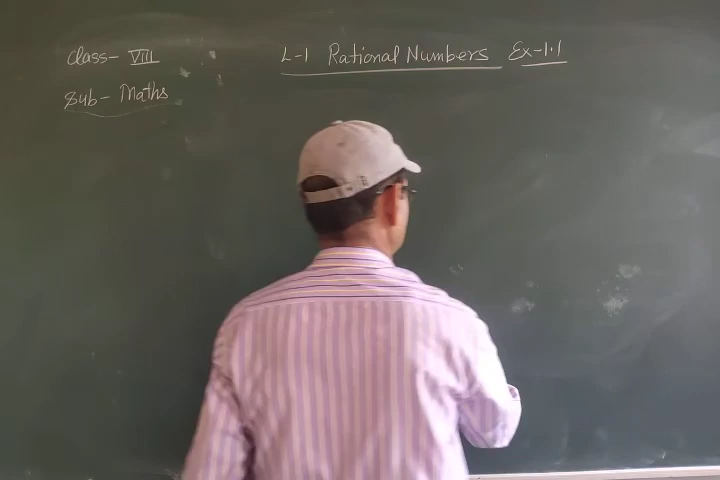 Class- VIII
L-1 Rational Numbers Ex-1.1
Sub- Maths